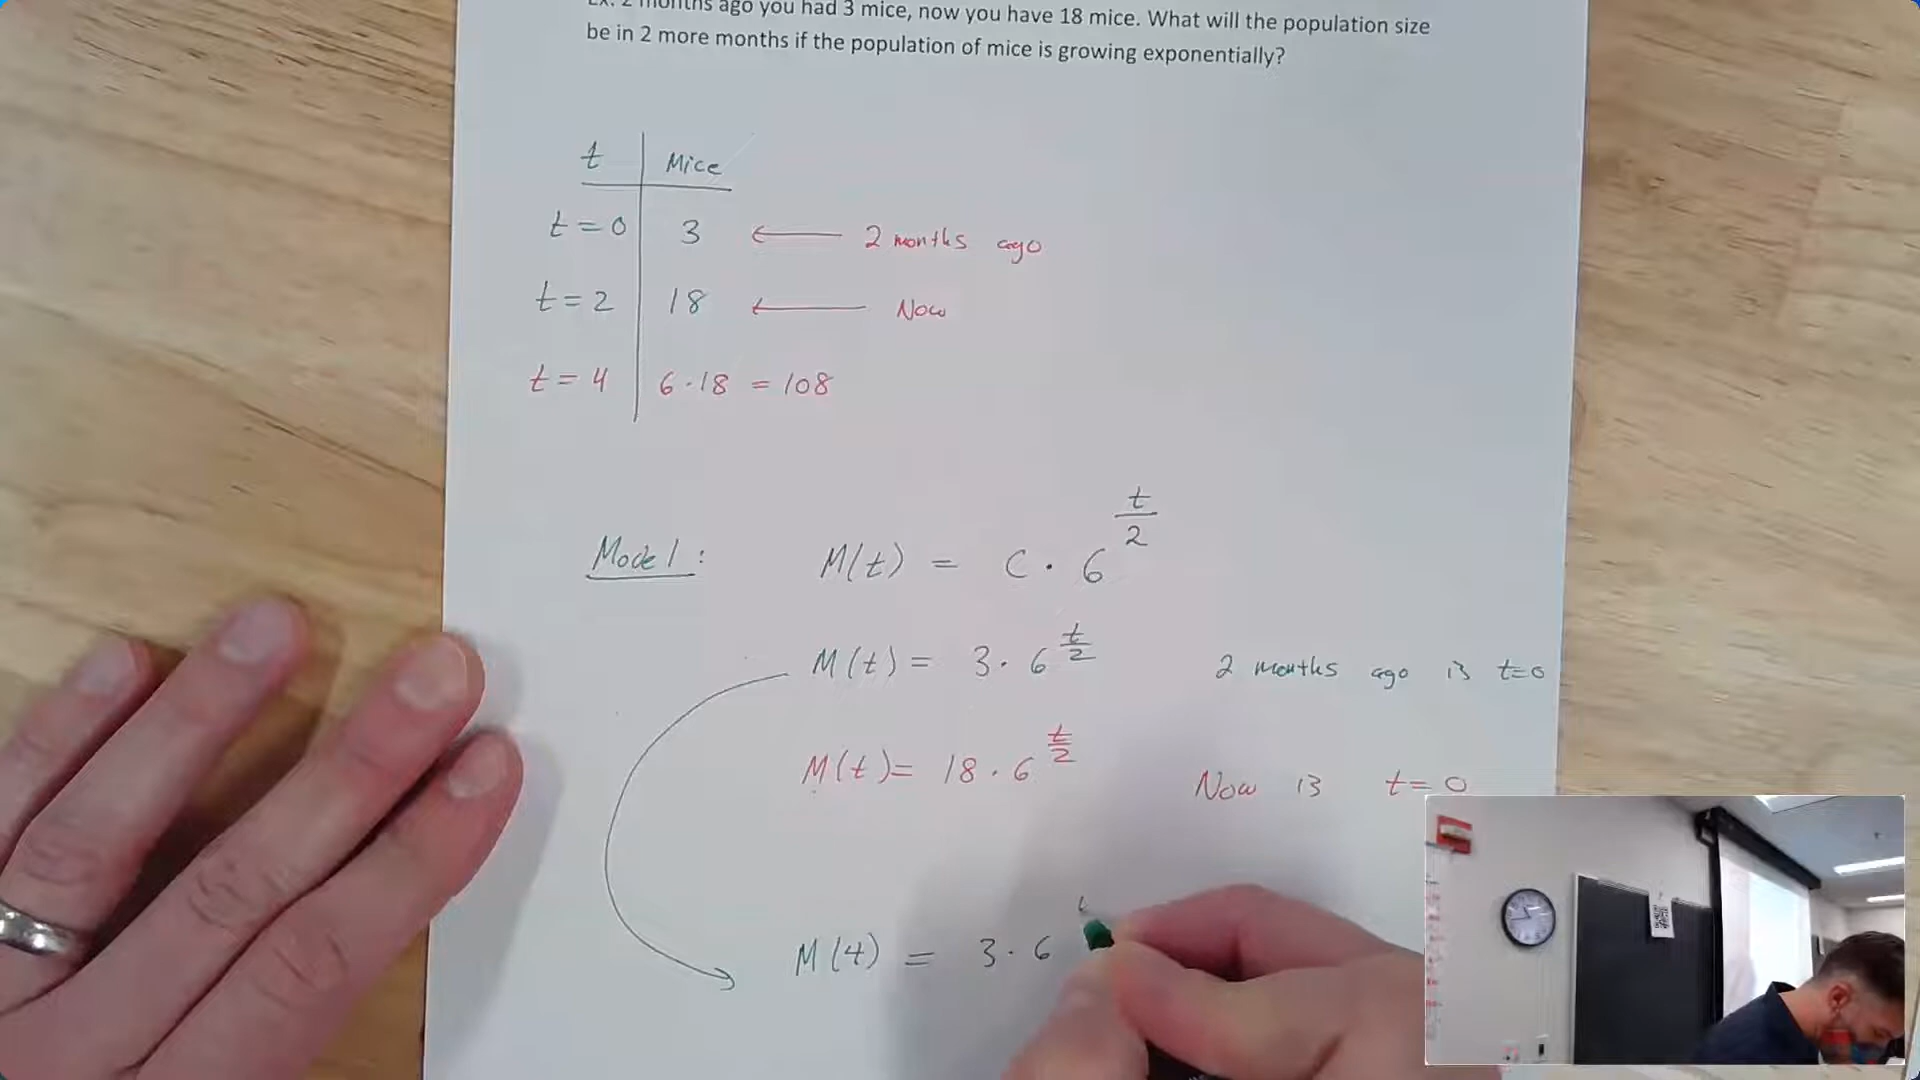 Ex: 2 months ago you had 3 mice, now you have 18 mice. What will the population size
be in 2 more months if the population of mice is growing exponentially?
t | Mice
t = 0 | 3 ← 2 months ago
t = 2 | 18 ← Now
t = 4 | 6 · 18 = 108
Model: M(t) = C · 6^(t/2)
M(t) = 3 · 6^(t/2) 2 months ago is t=0
M(t) = 18 · 6^(t/2) Now is t=0
M(4) = 3 · 6